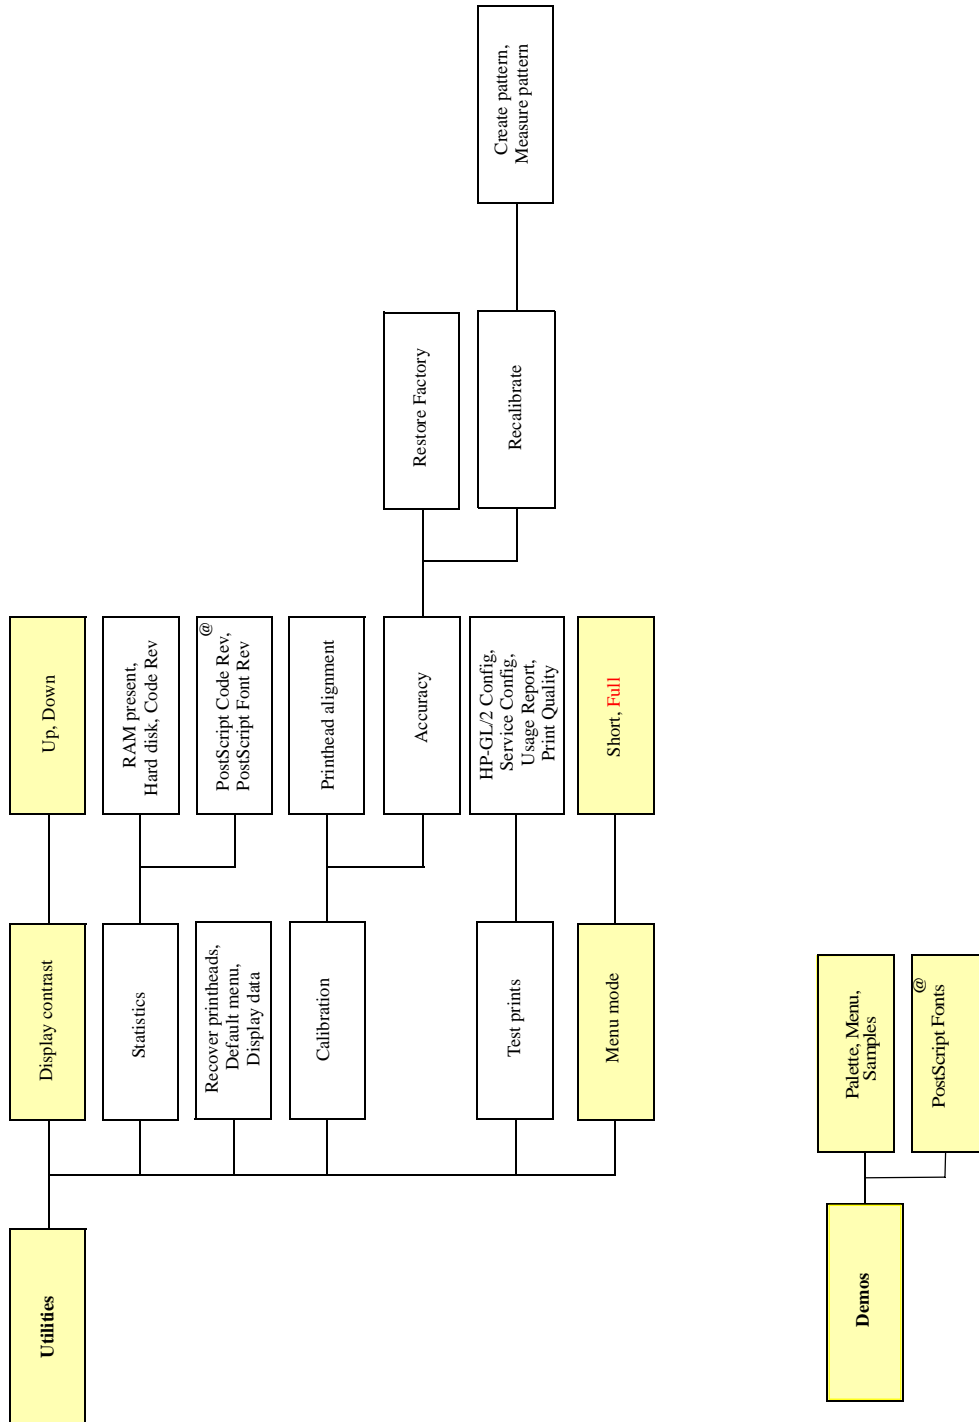 Utilities
Display contrast
Up, Down
Statistics
RAM present,
Hard disk, Code Rev
@
PostScript Code Rev,
PostScript Font Rev
Recover printheads,
Default menu,
Display data
Calibration
Printhead alignment
Accuracy
Restore Factory
Recalibrate
Create pattern,
Measure pattern
Test prints
HP-GL/2 Config,
Service Config,
Usage Report,
Print Quality
Menu mode
Short, Full
Demos
Palette, Menu,
Samples
@
PostScript Fonts